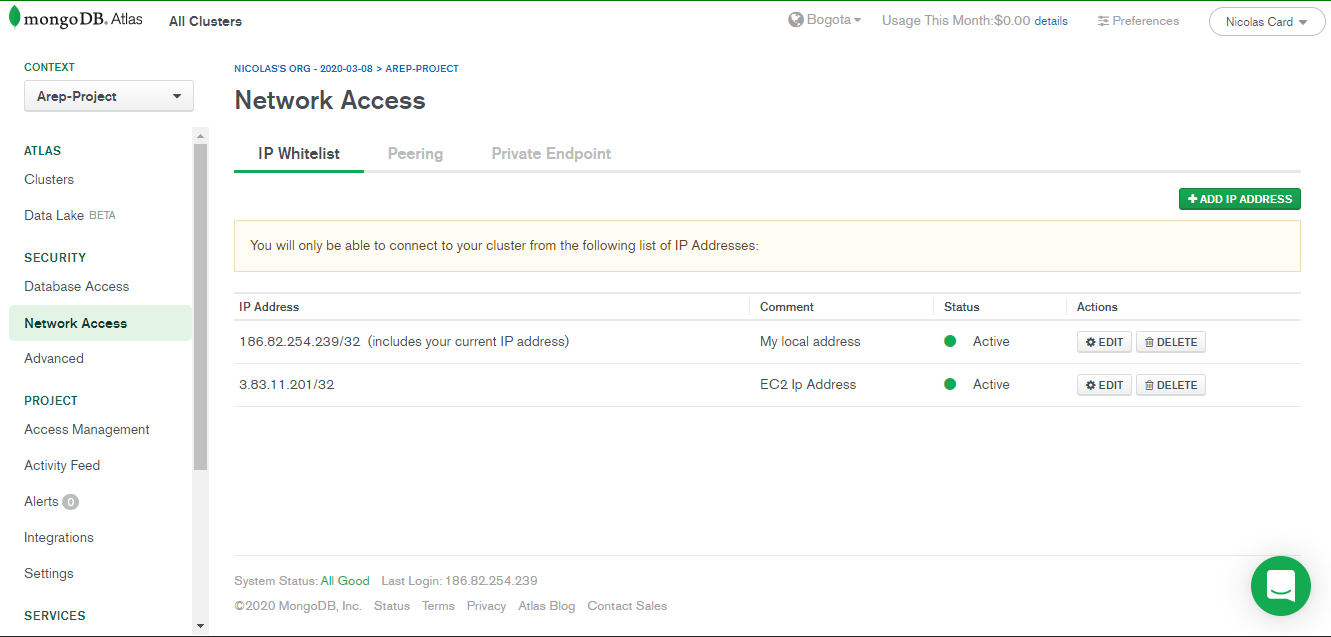 mongoDB. Atlas All Clusters Bogota Usage This Month:$0.00 details Preferences Nicolas Card
CONTEXT
Arep-Project
ATLAS
Clusters
Data Lake BETA
SECURITY
Database Access
Network Access
Advanced
PROJECT
Access Management
Activity Feed
Alerts 0
Integrations
Settings
SERVICES
NICOLAS'S ORG - 2020-03-08 > AREP-PROJECT
Network Access
IP Whitelist Peering Private Endpoint
+ ADD IP ADDRESS
You will only be able to connect to your cluster from the following list of IP Addresses:
IP Address Comment Status Actions
186.82.254.239/32 (includes your current IP address) My local address Active EDIT DELETE
3.83.11.201/32 EC2 Ip Address Active EDIT DELETE
System Status: All Good Last Login: 186.82.254.239
©2020 MongoDB, Inc. Status Terms Privacy Atlas Blog Contact Sales